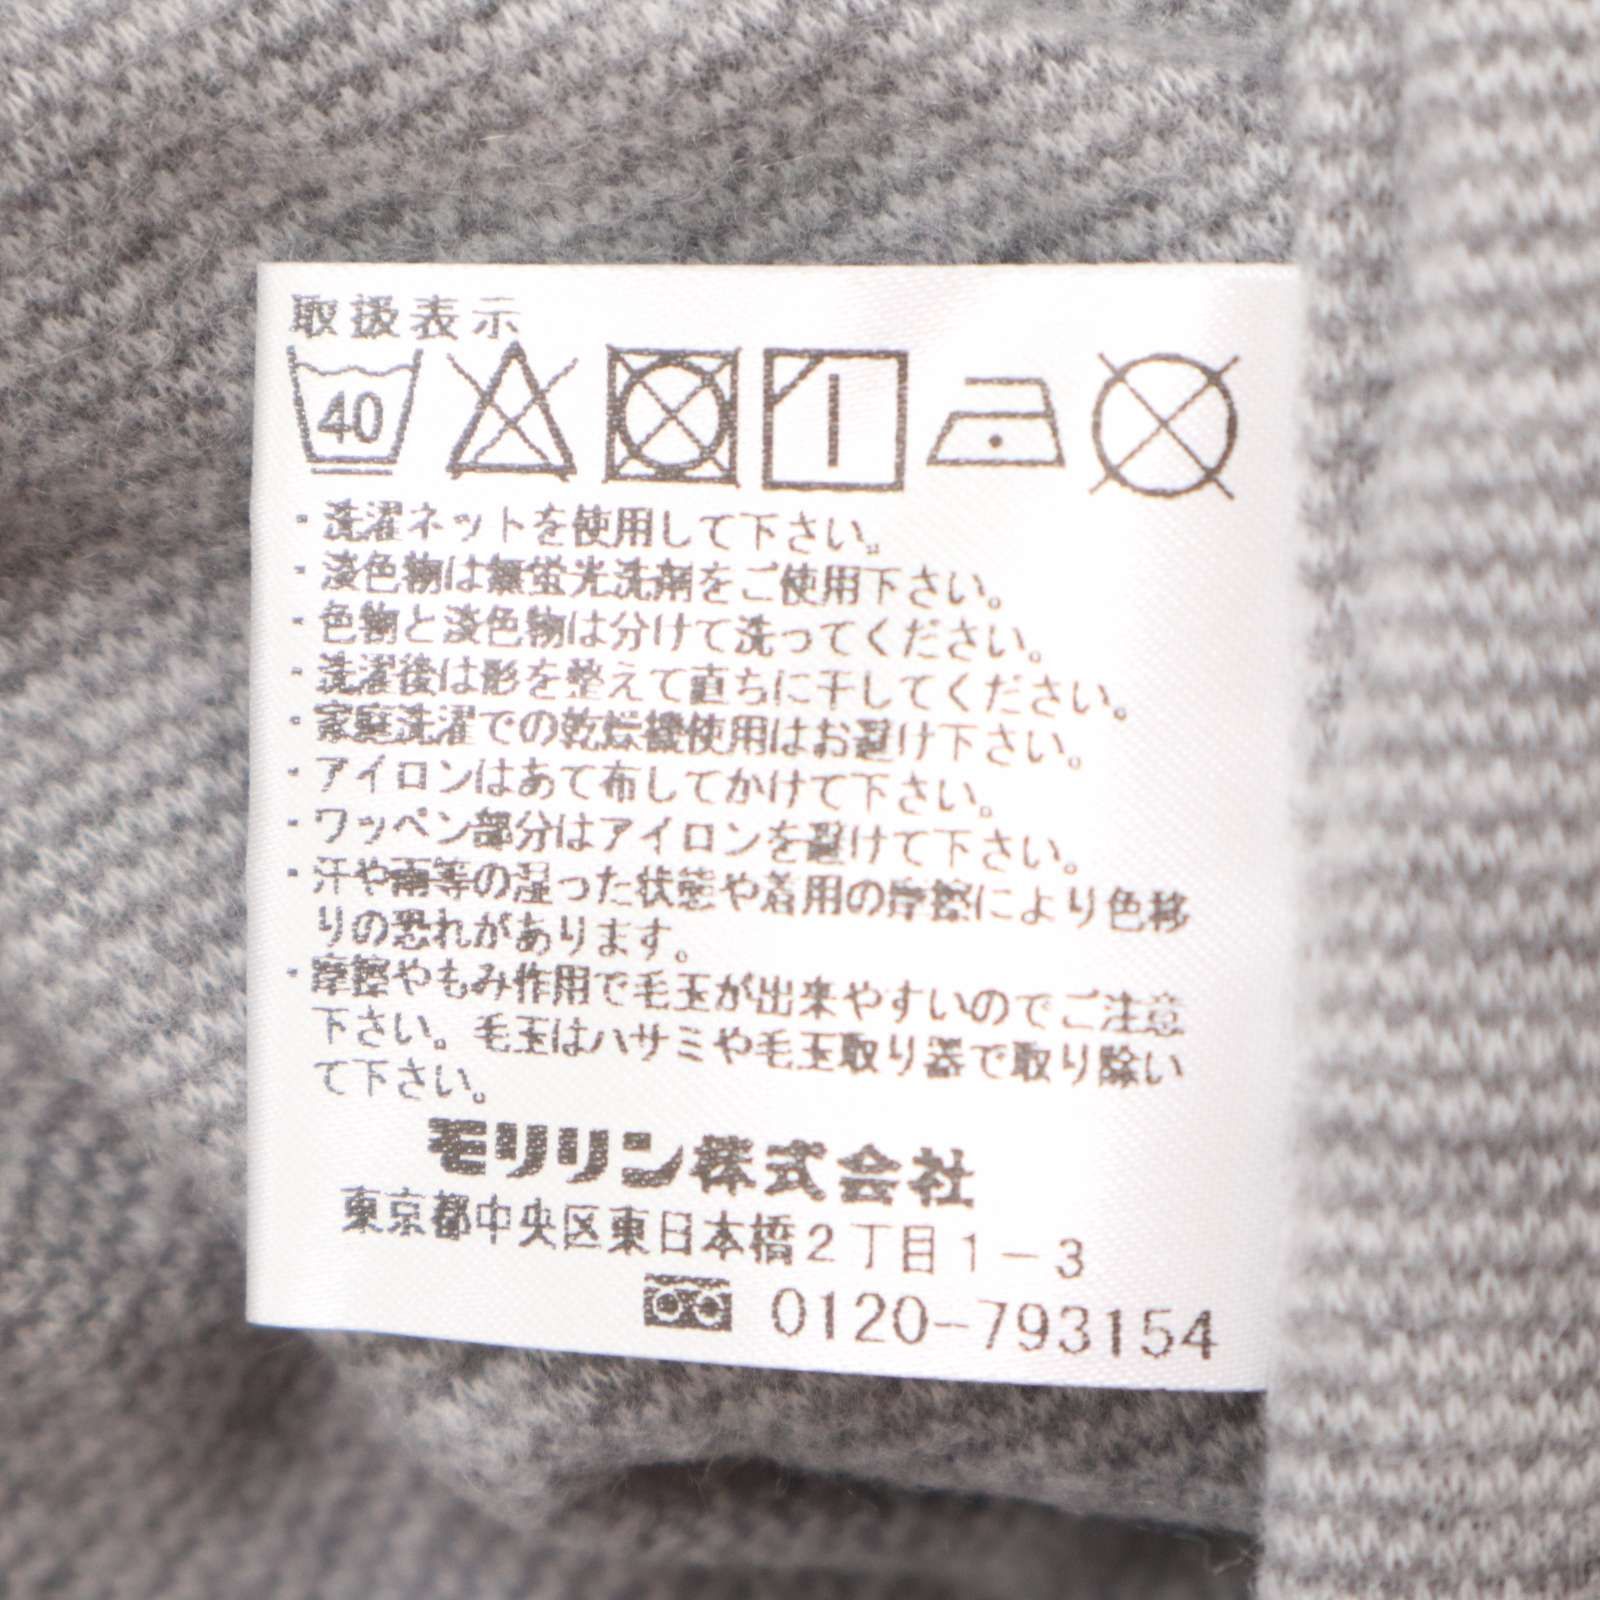 取扱表示
40
・洗濯ネットを使用して下さい。
・淡色物は無蛍光洗剤をご使用下さい。
・色物と淡色物は分けて洗ってください。
・洗濯後は形を整えて直ちに干してください。
・家庭洗濯での乾燥機使用はお避け下さい。
・アイロンはあて布してかけて下さい。
・ワッペン部分はアイロンを避けて下さい。
・汗や雨等の湿った状態や着用の摩擦により色移
りの恐れがあります。
・摩擦やもみ作用で毛玉が出来やすいのでご注意
下さい。毛玉はハサミや毛玉取り器で取り除い
て下さい。
モリリン株式会社
東京都中央区東日本橋2丁目1-3
0120-793154